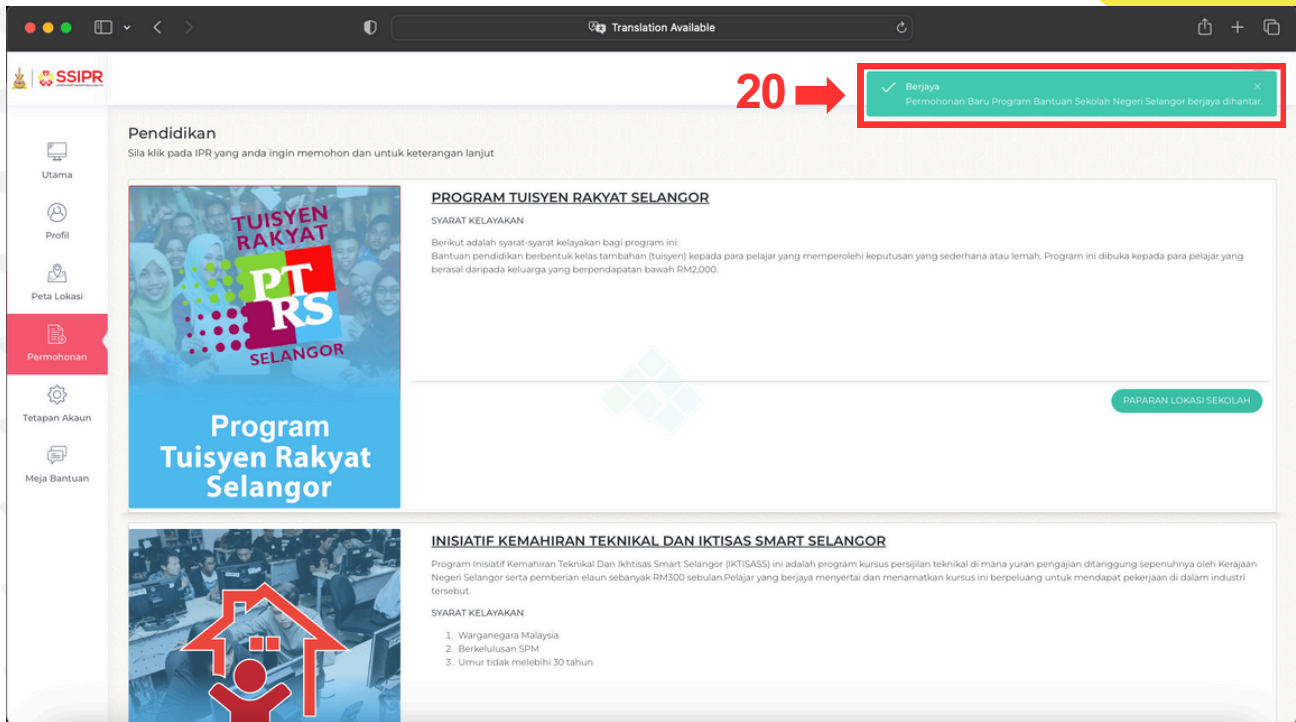 Translation Available
SSIPR
20
Berjaya
Permohonan Baru Program Bantuan Sekolah Negeri Selangor berjaya dihantar.
Pendidikan
Sila klik pada IPR yang anda ingin memohon dan untuk keterangan lanjut
Utama
Profil
Peta Lokasi
Permohonan
Tetapan Akaun
Meja Bantuan
TUISYEN
RAKYAT
PT
RS
SELANGOR
Program
Tuisyen Rakyat
Selangor
PROGRAM TUISYEN RAKYAT SELANGOR
SYARAT KELAYAKAN
Berikut adalah syarat-syarat kelayakan bagi program ini:
Bantuan pendidikan berbentuk kelas tambahan (tuisyen) kepada para pelajar yang memperolehi keputusan yang sederhana atau lemah. Program ini dibuka kepada para pelajar yang
berasal daripada keluarga yang berpendapatan bawah RM2,000.
PAPARAN LOKASI SEKOLAH
INISIATIF KEMAHIRAN TEKNIKAL DAN IKTISAS SMART SELANGOR
Program Inisiatif Kemahiran Teknikal Dan Ikhtisas Smart Selangor (IKTISASS) ini adalah program kursus persijilan teknikal di mana yuran pengajian ditanggung sepenuhnya oleh Kerajaan
Negeri Selangor serta pemberian elaun sebanyak RM300 sebulan.Pelajar yang berjaya menyertai dan menamatkan kursus ini berpeluang untuk mendapat pekerjaan di dalam industri
tersebut.
SYARAT KELAYAKAN
1. Warganegara Malaysia
2. Berkelulusan SPM
3. Umur tidak melebihi 30 tahun